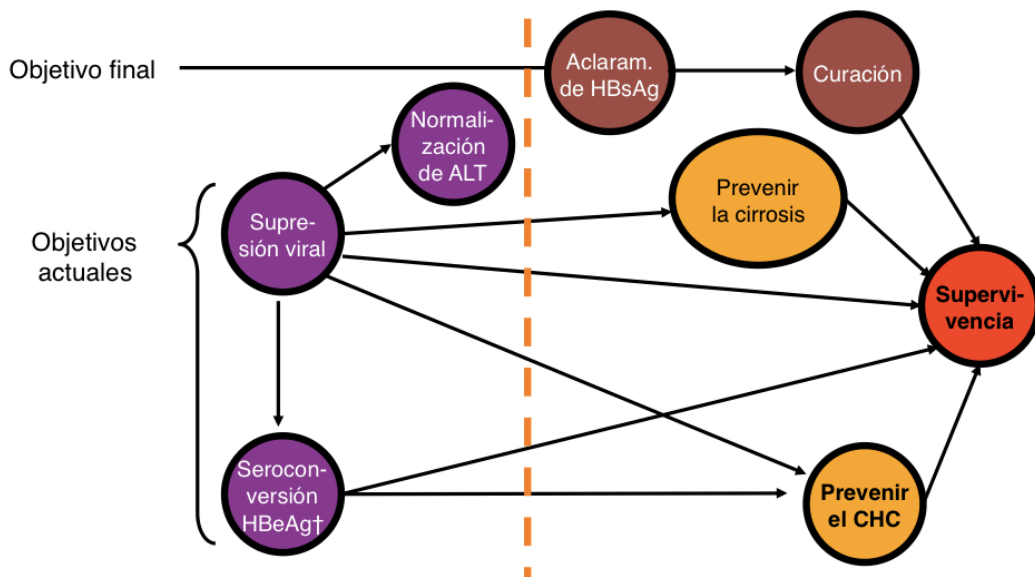 Objetivo final
Aclaram.
de HBsAg
Curación
Normali-
zación
de ALT
Prevenir
la cirrosis
Supre-
sión viral
Objetivos
actuales
Supervi-
vencia
Serocon-
versión
HBeAg†
Prevenir
el CHC